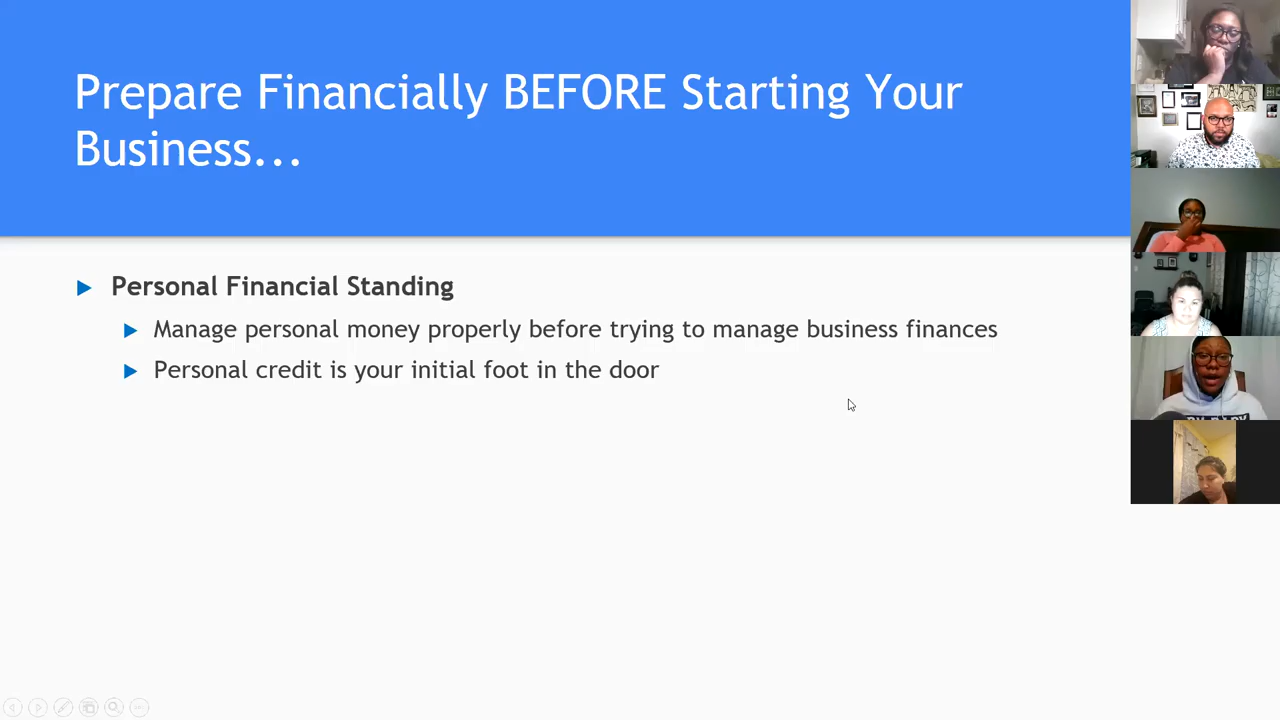 Prepare Financially BEFORE Starting Your
Business...
Personal Financial Standing
Manage personal money properly before trying to manage business finances
Personal credit is your initial foot in the door